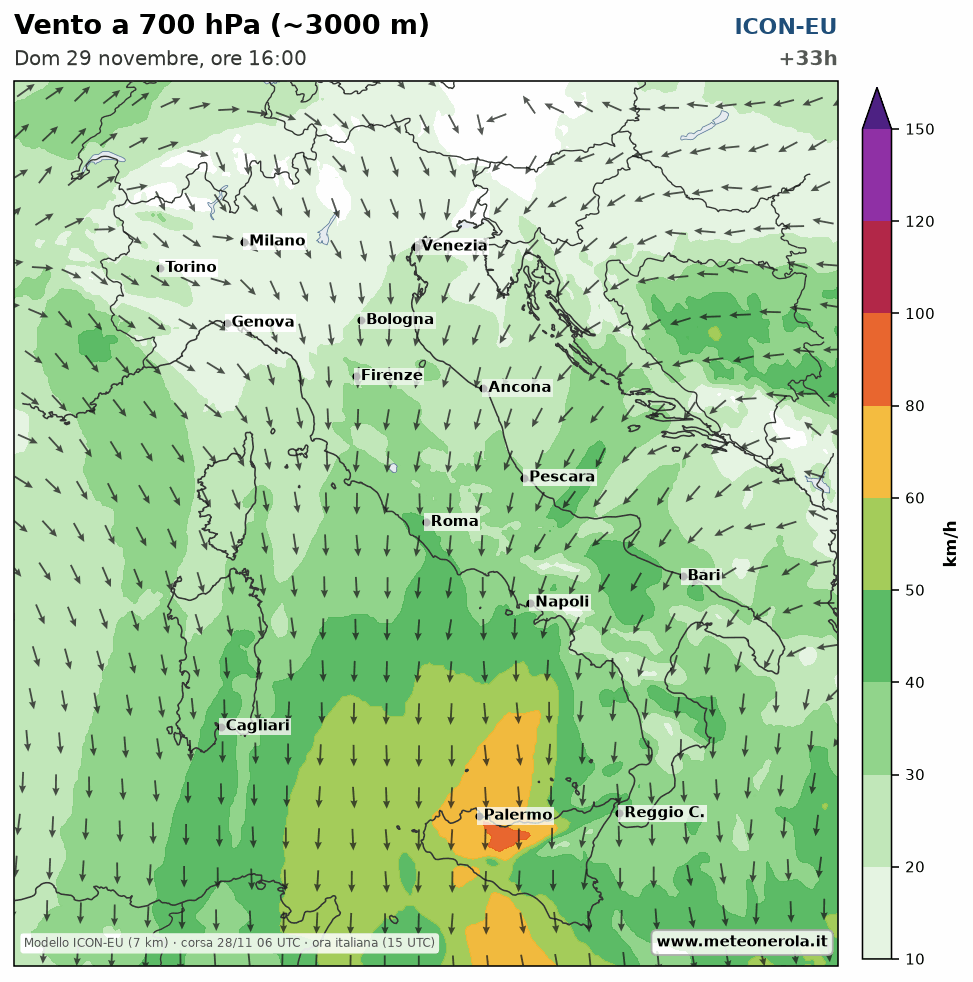 Vento a 700 hPa (~3000 m)
ICON-EU
Dom 29 novembre, ore 16:00
+33h
Milano
Venezia
Torino
Genova
Bologna
Firenze
Ancona
Pescara
Roma
Bari
Napoli
Cagliari
Palermo
Reggio C.
150
120
100
80
60
50
40
30
20
10
km/h
Modello ICON-EU (7 km) · corsa 28/11 06 UTC · ora italiana (15 UTC)
www.meteonerola.it